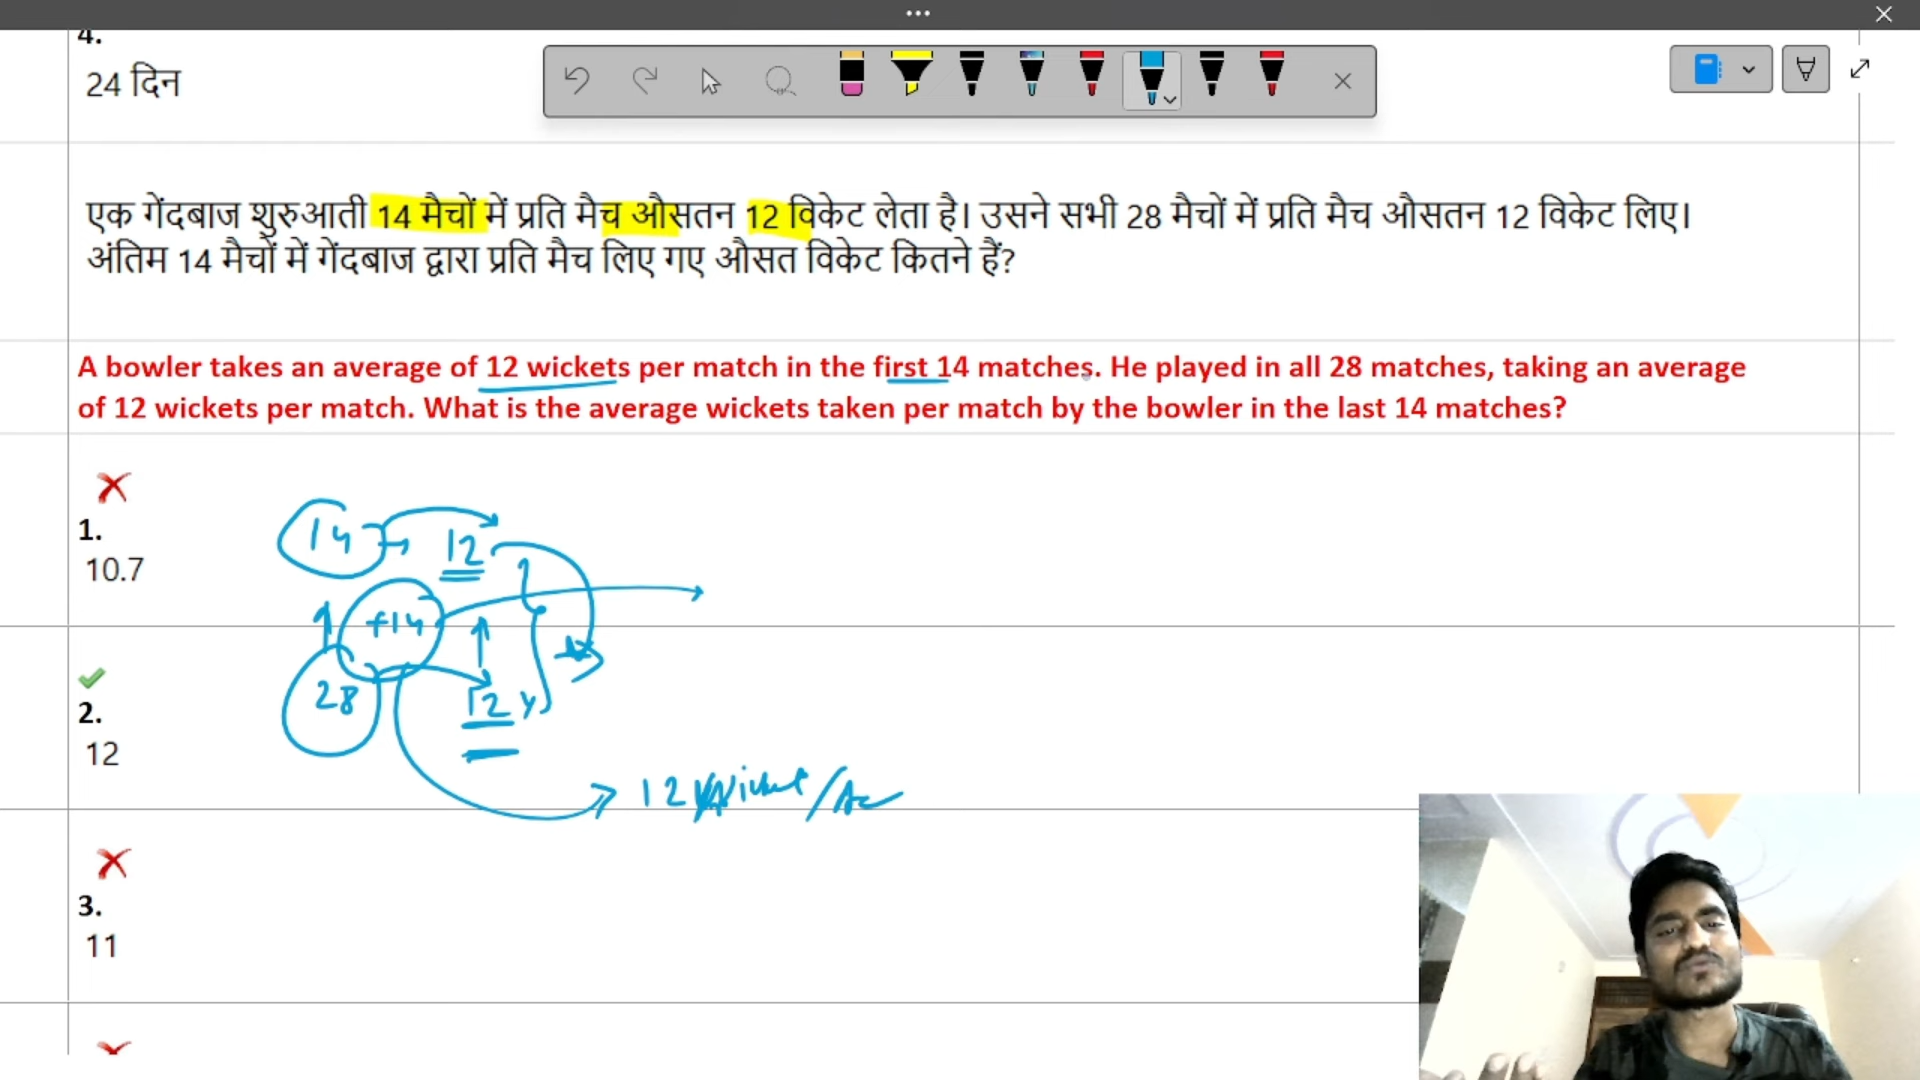 4.
24 दिन
एक गेंदबाज शुरुआती 14 मैचों में प्रति मैच औसतन 12 विकेट लेता है। उसने सभी 28 मैचों में प्रति मैच औसतन 12 विकेट लिए।
अंतिम 14 मैचों में गेंदबाज द्वारा प्रति मैच लिए गए औसत विकेट कितने हैं?
A bowler takes an average of 12 wickets per match in the first 14 matches. He played in all 28 matches, taking an average
of 12 wickets per match. What is the average wickets taken per match by the bowler in the last 14 matches?
1.
10.7
14 12
+14
28 12
12 wicket/
2.
12
3.
11